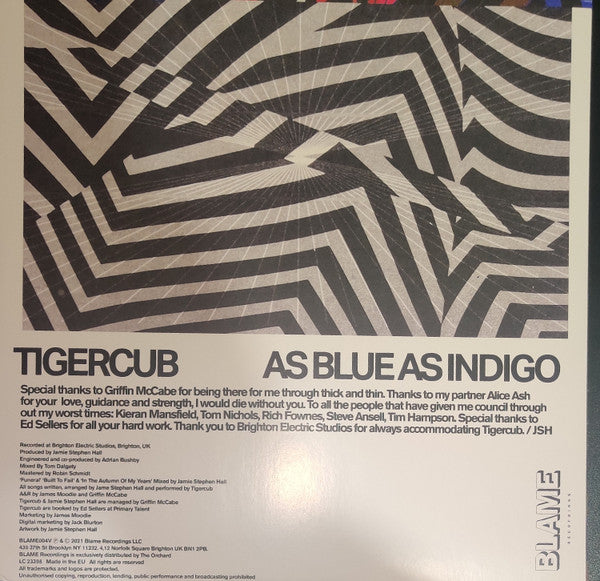 TIGERCUB AS BLUE AS INDIGO
Special thanks to Griffin McCabe for being there for me through thick and thin. Thanks to my partner Alice Ash
for your love, guidance and strength, I would die without you. To all the people that have given me council through
out my worst times: Kieran Mansfield, Tom Nichols, Rich Fownes, Steve Ansell, Tim Hampson. Special thanks to
Ed Sellers for all your hard work. Thank you to Brighton Electric Studios for always accommodating Tigercub. / JSH
Recorded at Brighton Electric Studios, Brighton, UK
Produced by Jamie Stephen Hall
Engineered and co-produced by Adrian Bushby
Mixed By Tom Dalgety
Mastered by Robin Schmidt
'Funeral' 'Built To Fail' & 'In The Autumn Of My Years' Mixed by Jamie Stephen Hall
All songs written, arranged by Jamie Stephen Hall and performed by Tigercub
A&R by James Moodie and Griffin McCabe
Tigercub & Jamie Stephen Hall are managed by Griffin McCabe
Tigercub are booked by Ed Sellers at Primary Talent
Marketing by James Moodie
Digital marketing by Jack Blurton
Artwork by Jamie Stephen Hall
BLAME004V ℗ & © 2021 Blame Recordings LLC
435 27th St Brooklyn NY 11232. 4,12 Norfolk Square Brighton UK BN1 2PB.
BLAME Recordings is exclusively distributed by The Orchard
LC 23256 Made in the EU All rights are reserved
All trademarks and logos are protected.
Unauthorised copying, reproduction, lending, public performance and broadcasting prohibited
BLAME
RECORDINGS